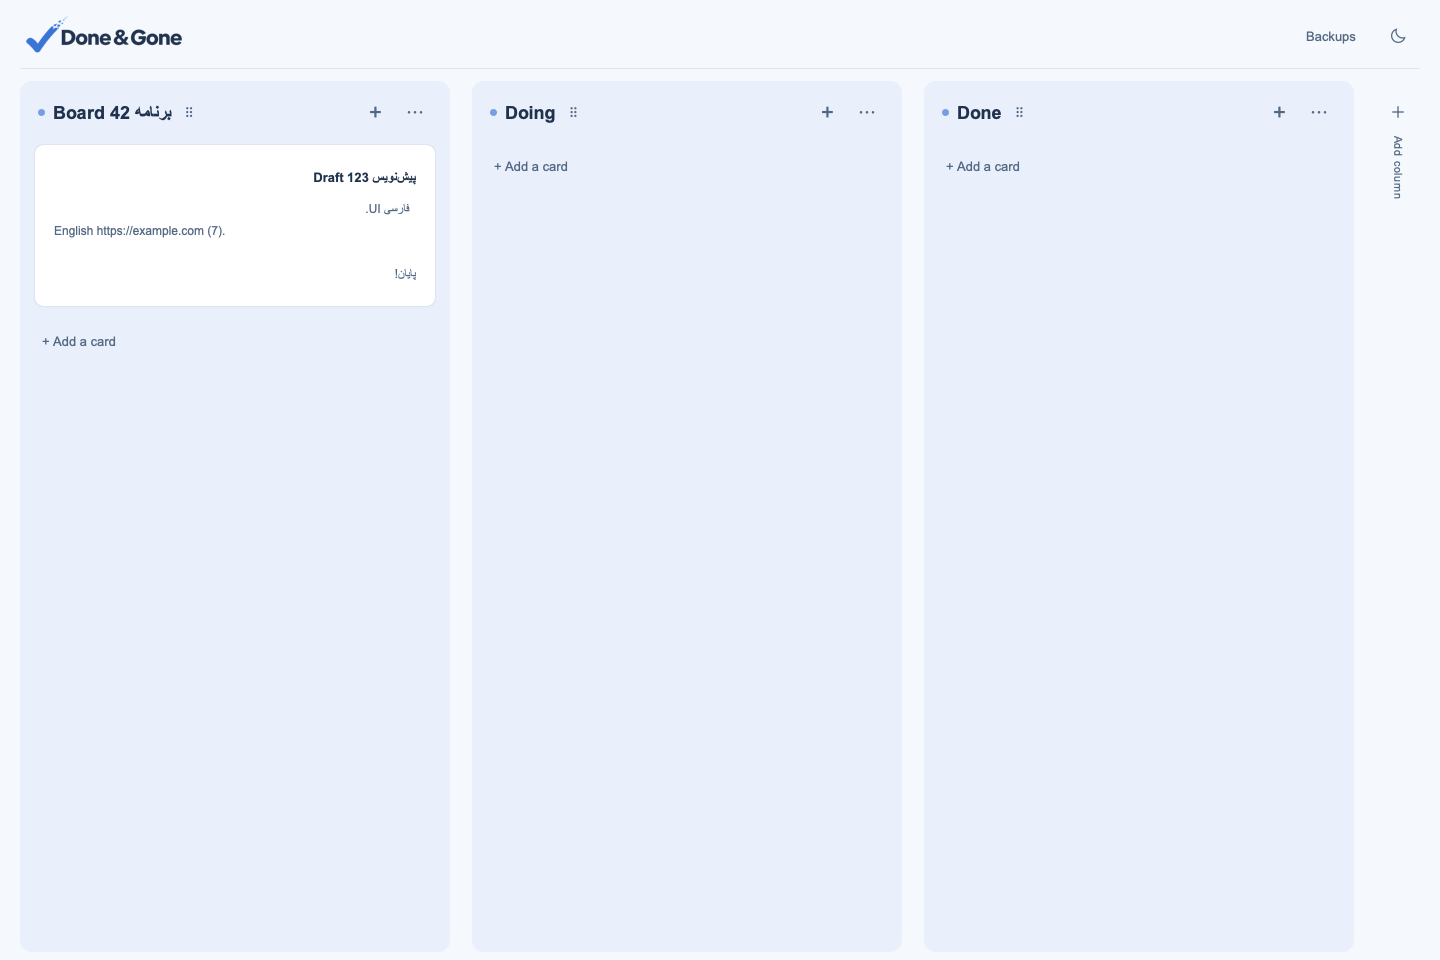 Done & Gone
Backups
Board 42 برنامه
پیش‌نویس Draft 123
فارسی UI.
English https://example.com (7).
پایان!
+ Add a card
Doing
+ Add a card
Done
+ Add a card
Add column